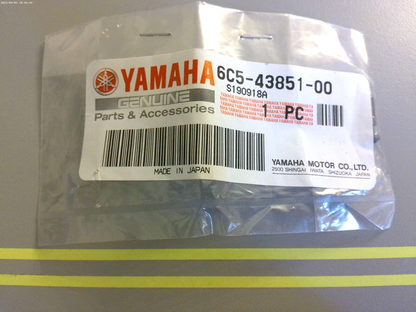 YAMAHA
GENUINE
Parts & Accessories
6C5-43851-00
S190918A
1 PC
MADE IN JAPAN
YAMAHA MOTOR CO., LTD.
2500 SHINGAI IWATA SHIZUOKA JAPAN